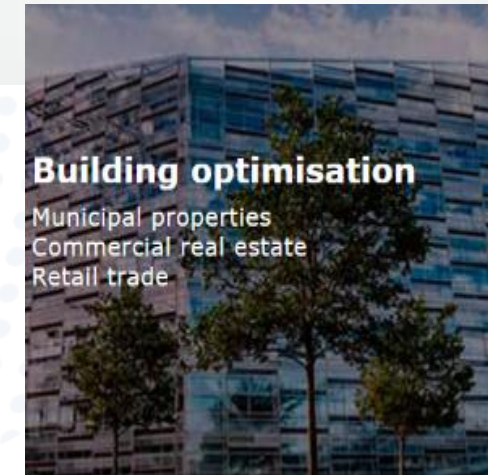 Building optimisation
Municipal properties
Commercial real estate
Retail trade